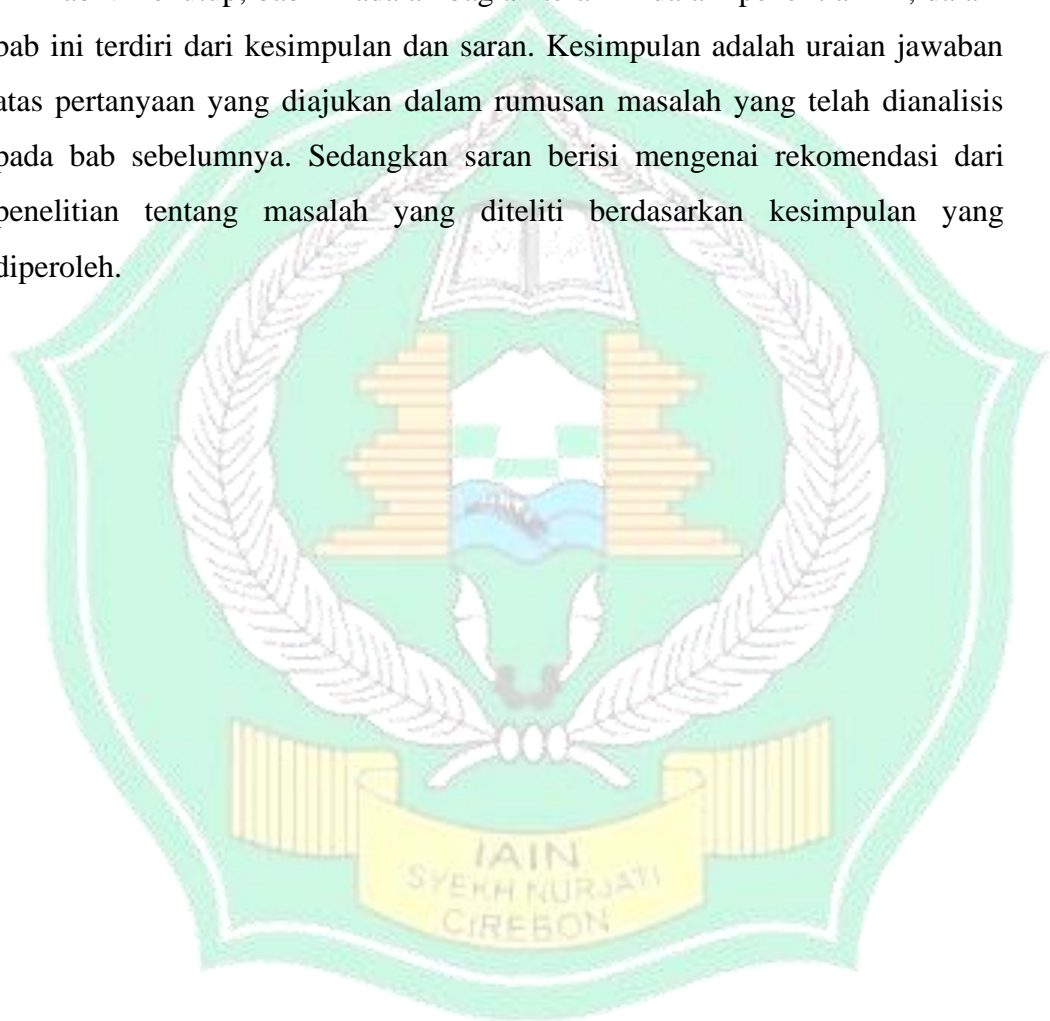 bab ini terdiri dari kesimpulan dan saran. Kesimpulan adalah uraian jawaban
atas pertanyaan yang diajukan dalam rumusan masalah yang telah dianalisis
pada bab sebelumnya. Sedangkan saran berisi mengenai rekomendasi dari
penelitian tentang masalah yang diteliti berdasarkan kesimpulan yang
diperoleh.
IAIN
SYEKH NURJATI
CIREBON